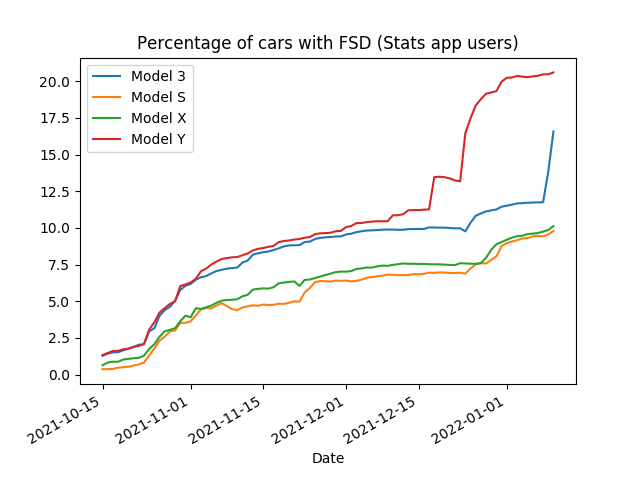 Percentage of cars with FSD (Stats app users)
Model 3
Model S
Model X
Model Y
20.0
17.5
15.0
12.5
10.0
7.5
5.0
2.5
0.0
2021-10-15
2021-11-01
2021-11-15
2021-12-01
2021-12-15
2022-01-01
Date